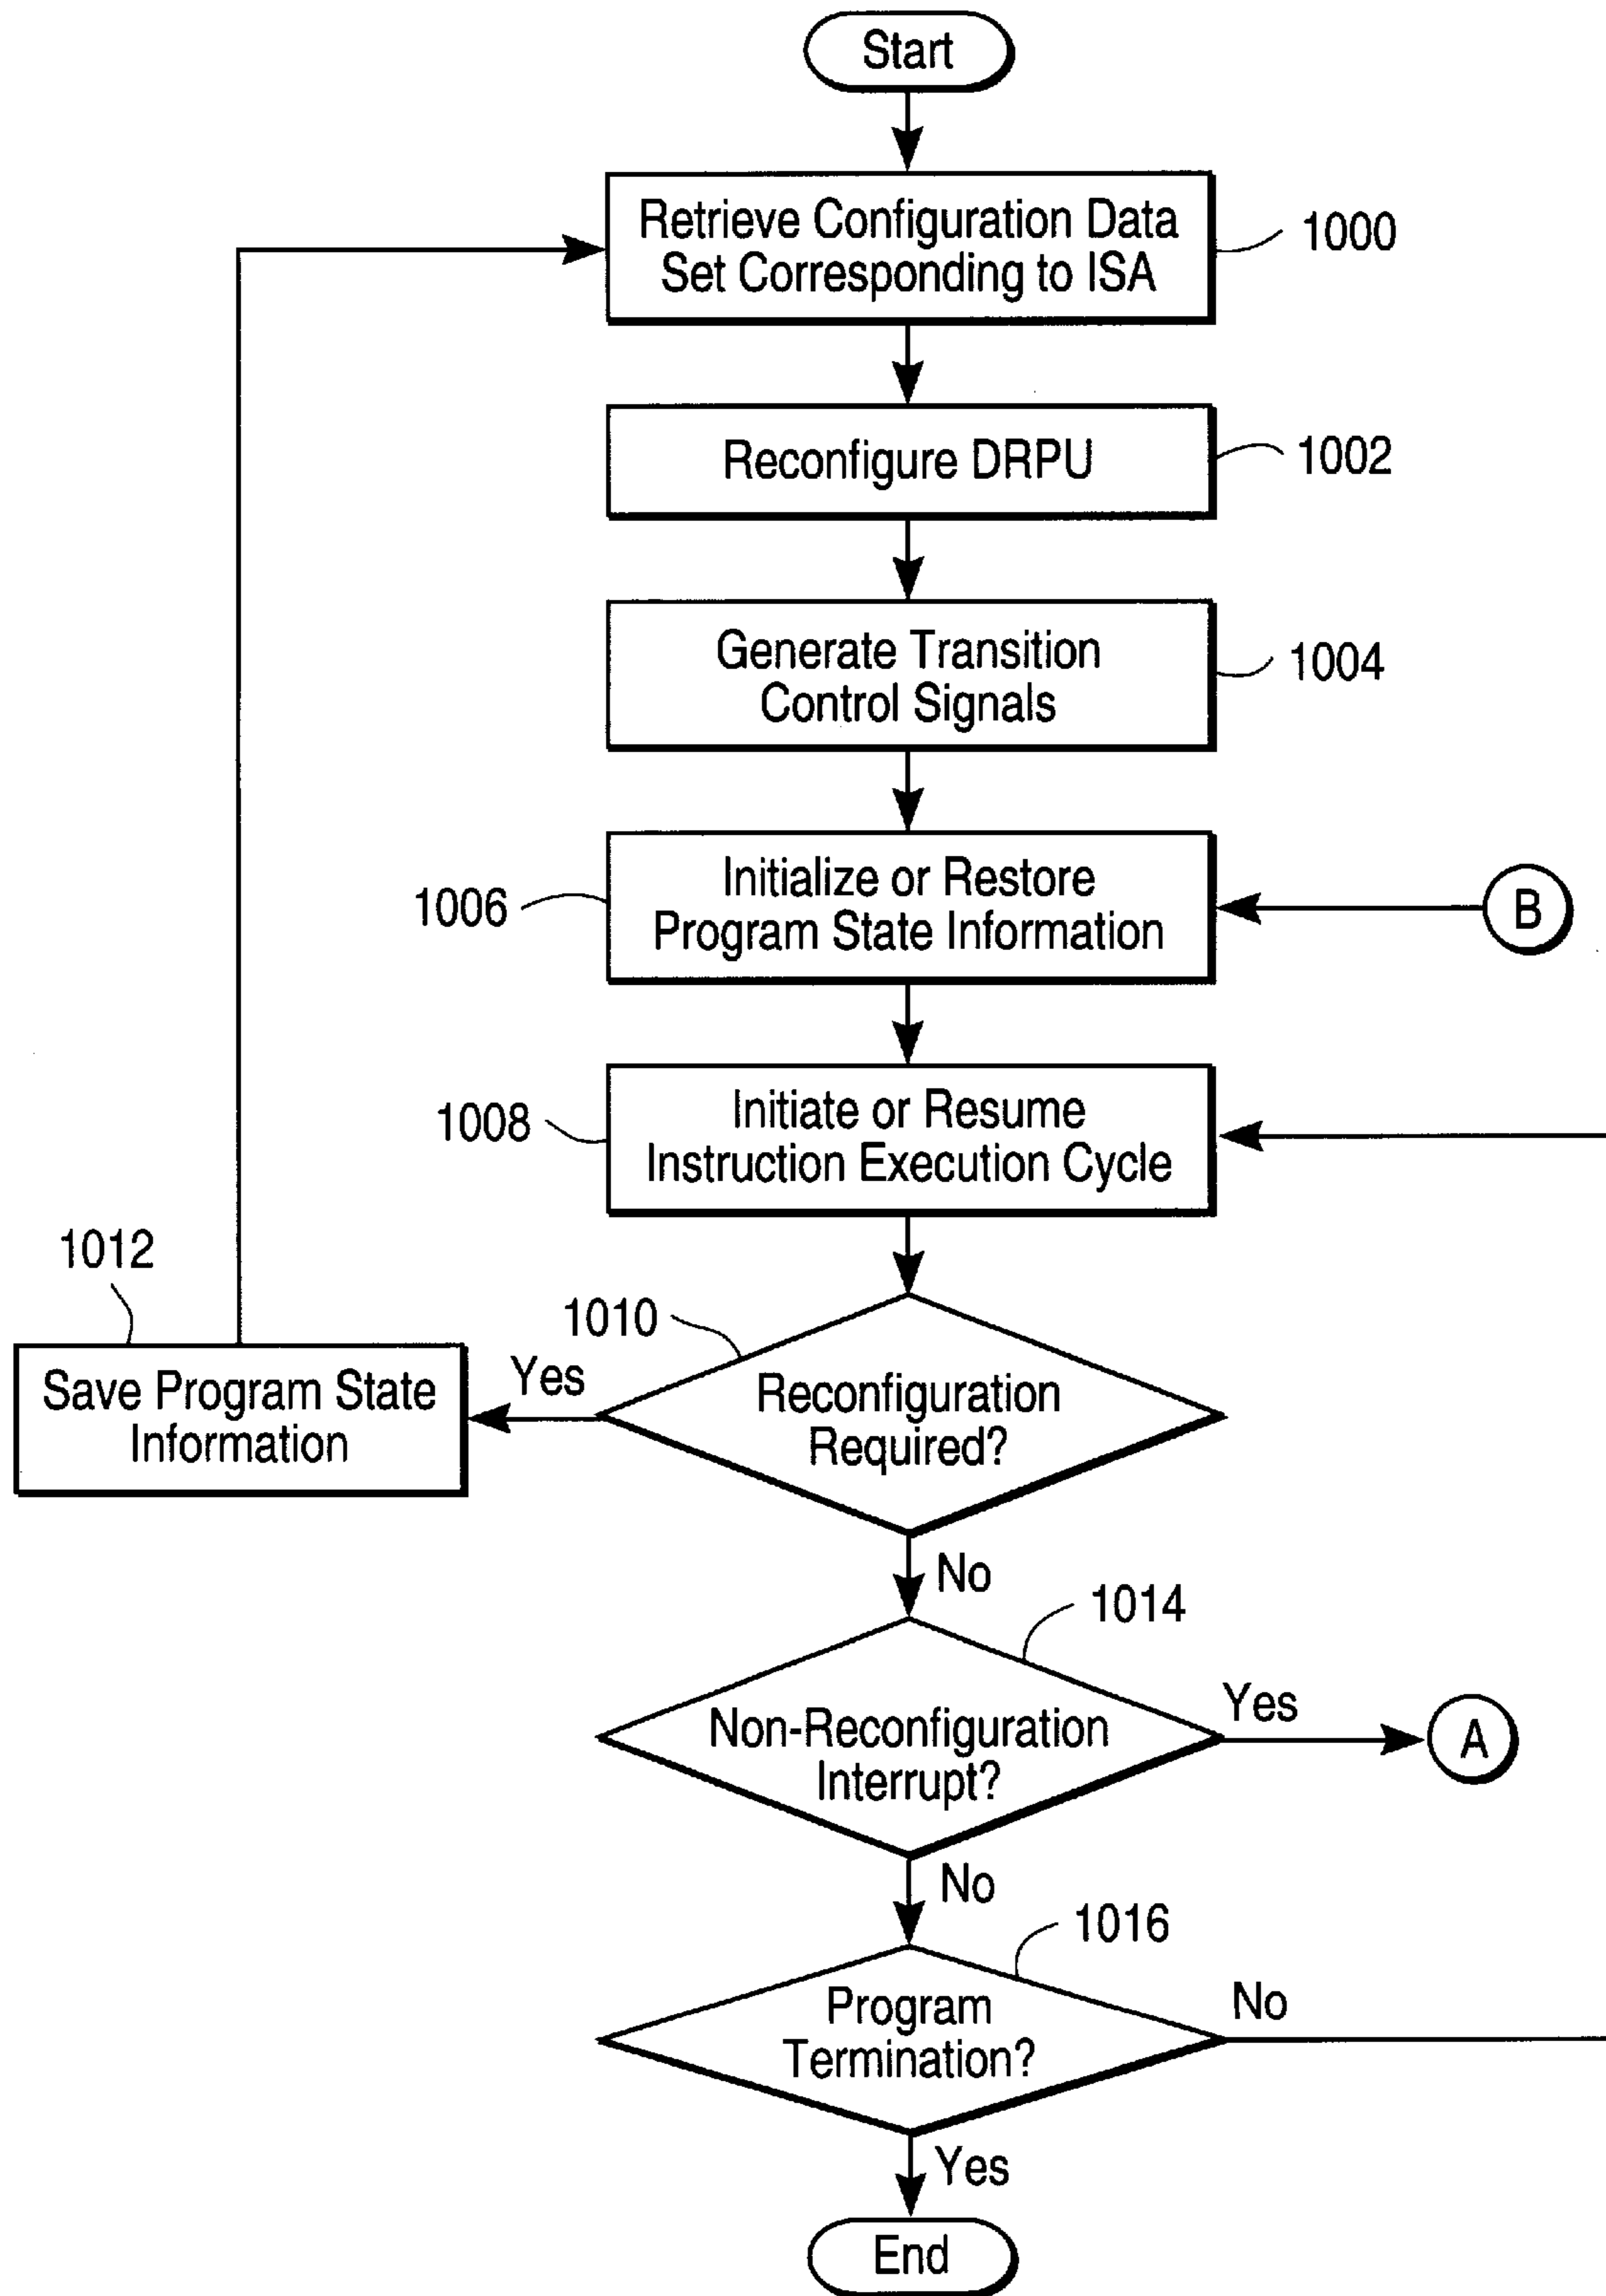 Start
Retrieve Configuration Data
Set Corresponding to ISA
1000
Reconfigure DRPU
1002
Generate Transition
Control Signals
1004
1006
Initialize or Restore
Program State Information
B
1008
Initiate or Resume
Instruction Execution Cycle
1012
1010
Save Program State
Information
Yes
Reconfiguration
Required?
No
1014
Non-Reconfiguration
Interrupt?
Yes
A
No
1016
Program
Termination?
No
Yes
End